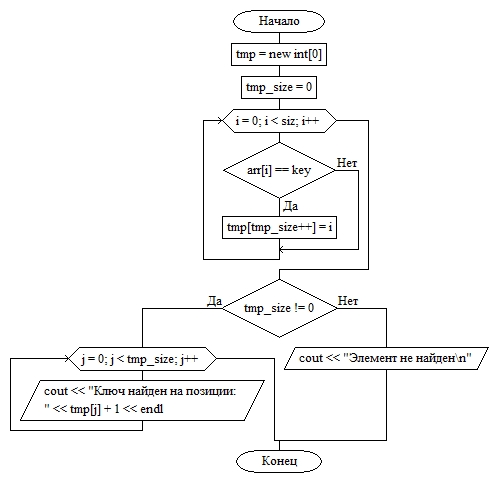 Начало
tmp = new int[0]
tmp_size = 0
i = 0; i < siz; i++
arr[i] == key
Нет
Да
tmp[tmp_size++] = i
Да
tmp_size != 0
Нет
j = 0; j < tmp_size; j++
cout << "Элемент не найден\n"
cout << "Ключ найден на позиции:
" << tmp[j] + 1 << endl
Конец